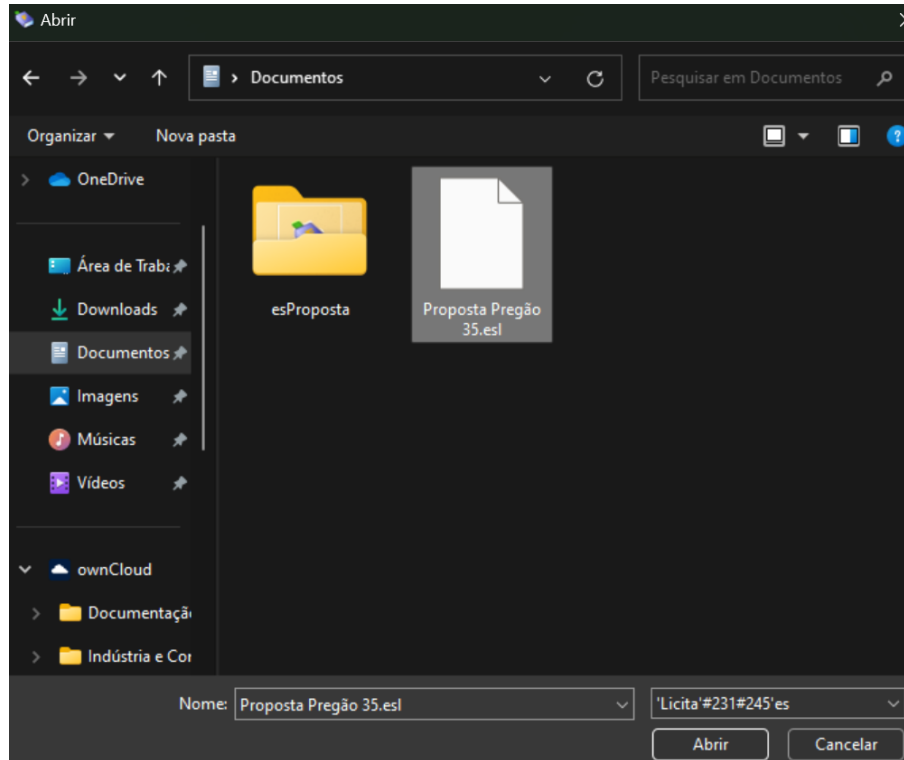 Abrir
Documentos
Pesquisar em Documentos
Organizar
Nova pasta
OneDrive
Área de Traba
Downloads
Documentos
Imagens
Músicas
Vídeos
ownCloud
Documentaçã
Indústria e Cor
esProposta
Proposta Pregão
35.esl
Nome:
Proposta Pregão 35.esl
'Licita'#231#245'es
Abrir
Cancelar